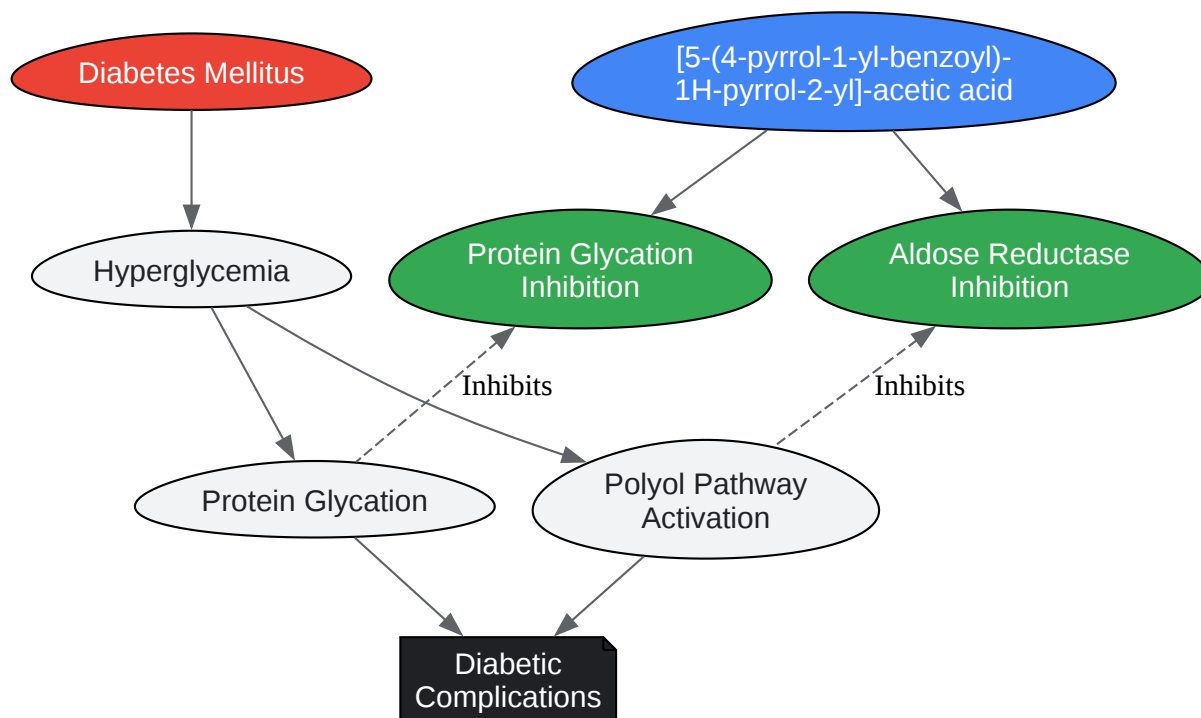 Diabetes Mellitus
[5-(4-pyrrol-1-yl-benzoyl)-
1H-pyrrol-2-yl]-acetic acid
Hyperglycemia
Protein Glycation
Inhibition
Aldose Reductase
Inhibition
Inhibits
Inhibits
Protein Glycation
Polyol Pathway
Activation
Diabetic
Complications